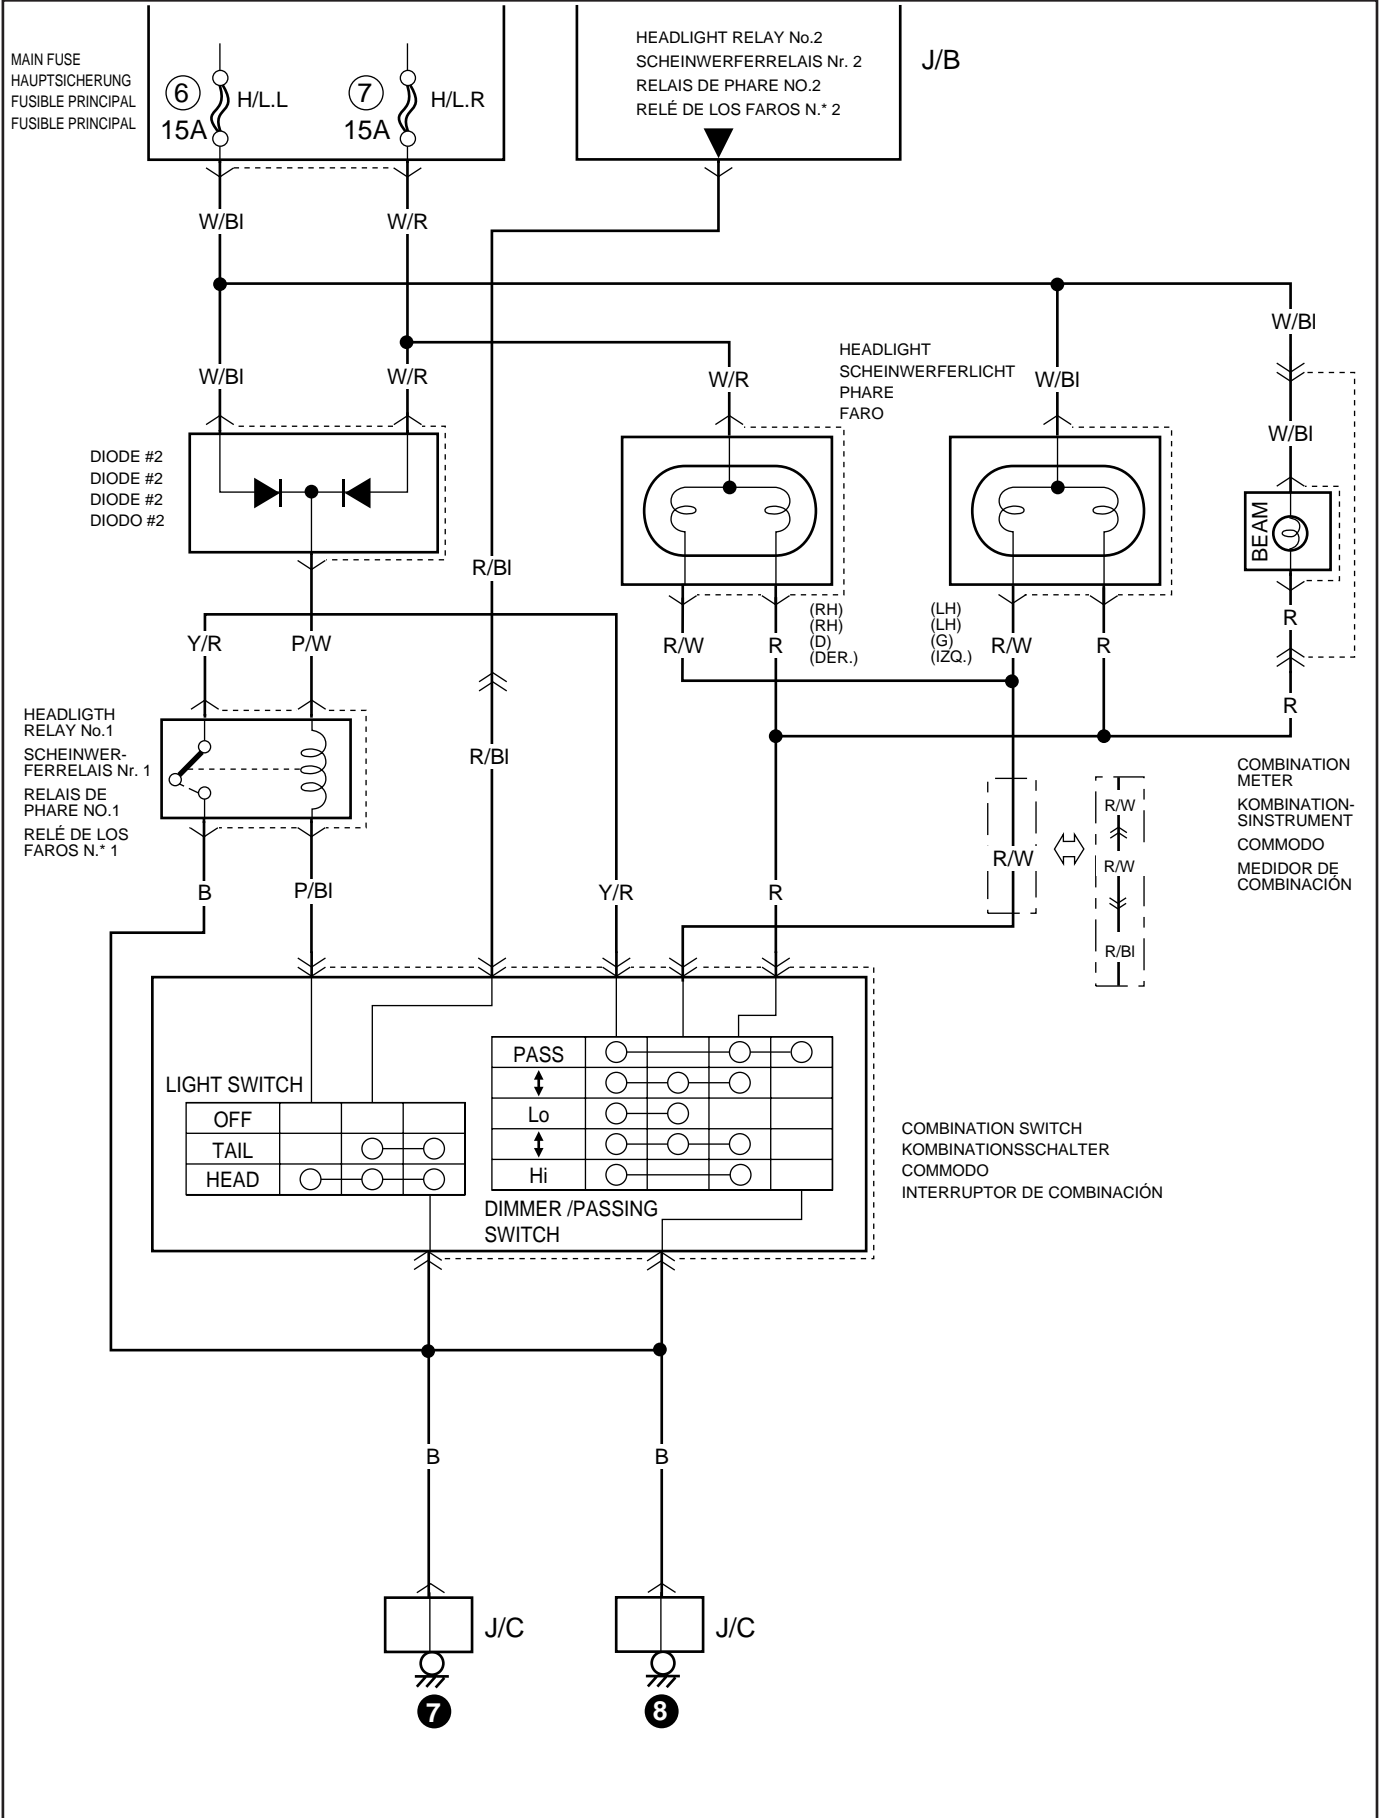 MAIN FUSE
HAUPTSICHERUNG
FUSIBLE PRINCIPAL
FUSIBLE PRINCIPAL
6
15A
H/L.L
7
15A
H/L.R
HEADLIGHT RELAY No.2
SCHEINWERFERRELAIS Nr. 2
RELAIS DE PHARE NO.2
RELÉ DE LOS FAROS N.* 2
J/B
W/Bl
W/R
W/Bl
W/Bl
W/R
W/R
HEADLIGHT
SCHEINWERFERLICHT
PHARE
FARO
W/Bl
W/Bl
DIODE #2
DIODE #2
DIODE #2
DIODO #2
BEAM
R/Bl
Y/R
P/W
R/W
R
(RH)
(RH)
(D)
(DER.)
(LH)
(LH)
(G)
(IZQ.)
R/W
R
R
R
HEADLIGTH
RELAY No.1
SCHEINWER-
FERRELAIS Nr. 1
RELAIS DE
PHARE NO.1
RELÉ DE LOS
FAROS N.* 1
R/Bl
COMBINATION
METER
KOMBINATION-
SINSTRUMENT
COMMODO
MEDIDOR DE
COMBINACIÓN
B
P/Bl
Y/R
R
R/W
R/W
R/W
R/Bl
LIGHT SWITCH
OFF
TAIL
HEAD
PASS
Lo
Hi
DIMMER /PASSING
SWITCH
COMBINATION SWITCH
KOMBINATIONSSCHALTER
COMMODO
INTERRUPTOR DE COMBINACIÓN
B
B
J/C
J/C
7
8